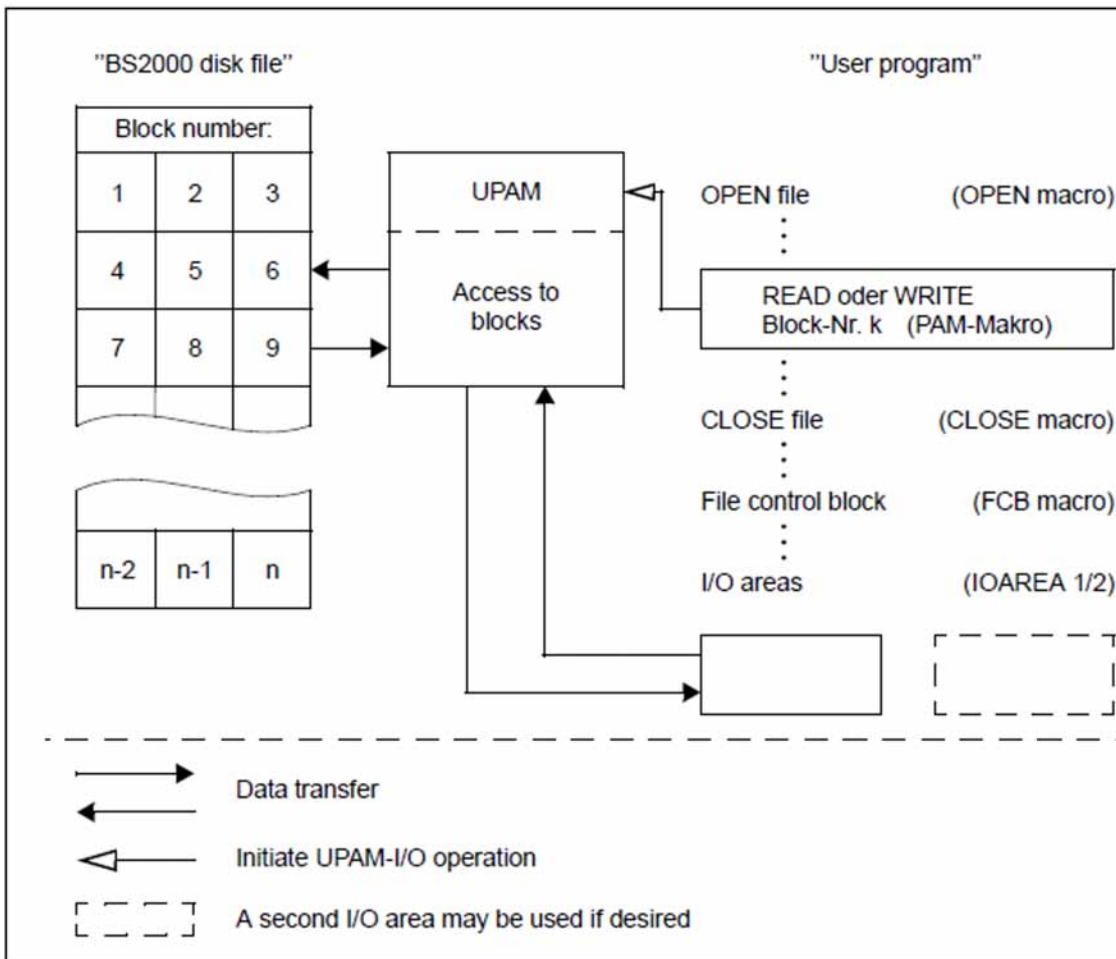 "BS2000 disk file"
"User program"
Block number:
1 2 3
4 5 6
7 8 9
n-2 n-1 n
UPAM
Access to
blocks
OPEN file (OPEN macro)
READ oder WRITE
Block-Nr. k (PAM-Makro)
CLOSE file (CLOSE macro)
File control block (FCB macro)
I/O areas (IOAREA 1/2)
Data transfer
Initiate UPAM-I/O operation
A second I/O area may be used if desired